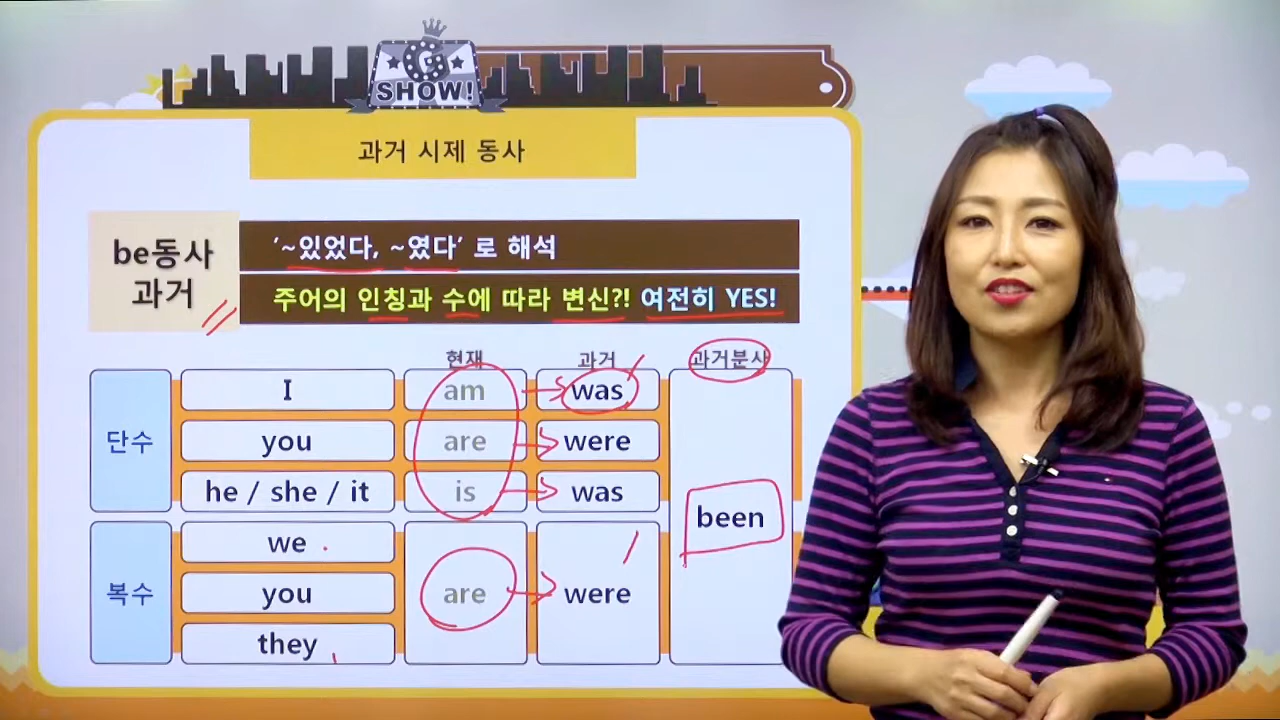 G
SHOW!
과거 시제 동사
be동사
과거
‘~있었다, ~였다’ 로 해석
주어의 인칭과 수에 따라 변신?! 여전히 YES!
현재 과거 과거분사
단수
I am was
you are were
he / she / it is was
been
복수
we
you are were
they